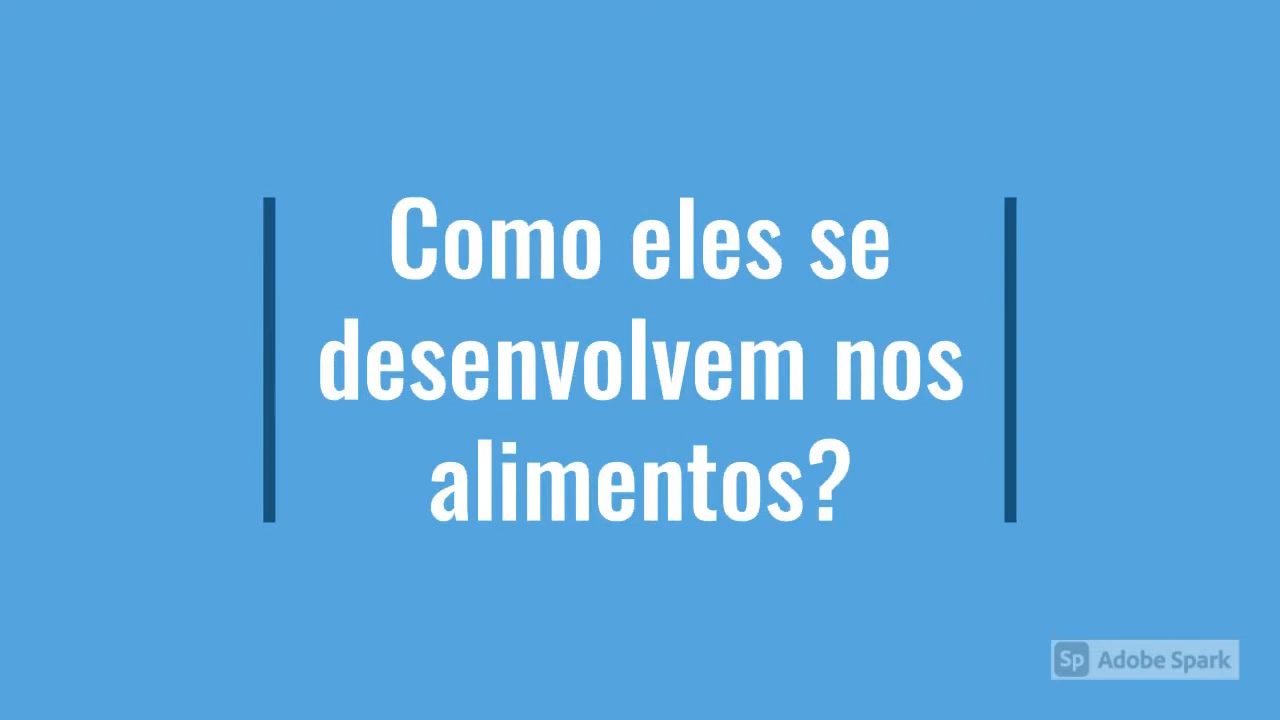 Como eles se
desenvolvem nos
alimentos?
Sp Adobe Spark